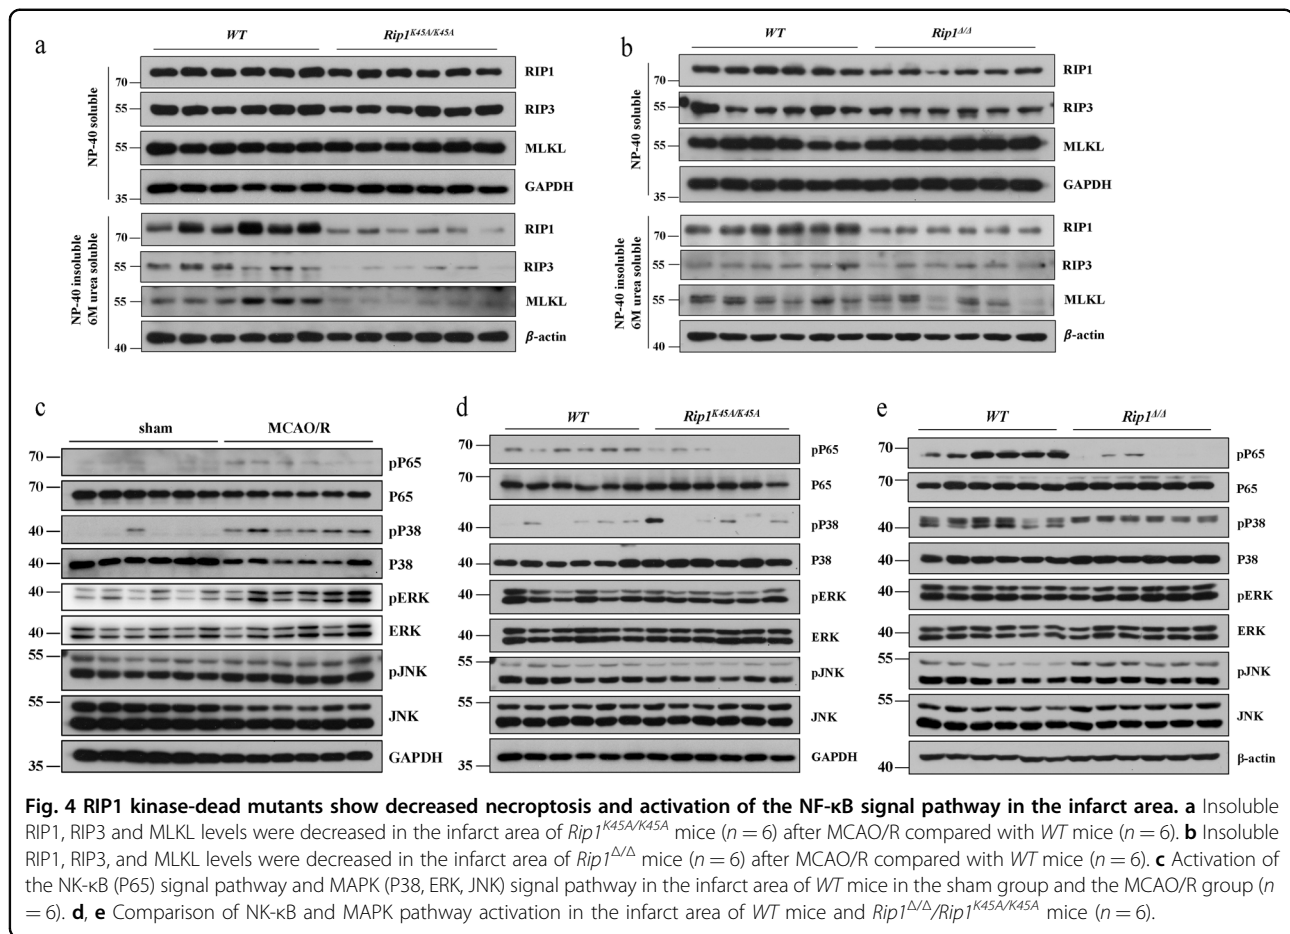 a
WT Rip1K45A/K45A
NP-40 soluble
70
RIP1
55
RIP3
55
MLKL
35
GAPDH
NP-40 insoluble
6M urea soluble
70
RIP1
55
RIP3
55
MLKL
40
β-actin
b
WT Rip1Δ/Δ
NP-40 soluble
70
RIP1
55
RIP3
55
MLKL
35
GAPDH
NP-40 insoluble
6M urea soluble
70
RIP1
55
RIP3
55
MLKL
40
β-actin
c
sham MCAO/R
70
pP65
70
P65
40
pP38
40
P38
40
pERK
40
ERK
55
pJNK
55
JNK
35
GAPDH
d
WT Rip1K45A/K45A
70
pP65
70
P65
40
pP38
40
P38
40
pERK
40
ERK
55
pJNK
55
JNK
35
GAPDH
e
WT Rip1Δ/Δ
70
pP65
70
P65
40
pP38
40
P38
40
pERK
40
ERK
55
pJNK
55
JNK
40
β-actin
Fig. 4 RIP1 kinase-dead mutants show decreased necroptosis and activation of the NF-κB signal pathway in the infarct area. a Insoluble
RIP1, RIP3 and MLKL levels were decreased in the infarct area of Rip1K45A/K45A mice (n = 6) after MCAO/R compared with WT mice (n = 6). b Insoluble
RIP1, RIP3, and MLKL levels were decreased in the infarct area of Rip1Δ/Δ mice (n = 6) after MCAO/R compared with WT mice (n = 6). c Activation of
the NK-κB (P65) signal pathway and MAPK (P38, ERK, JNK) signal pathway in the infarct area of WT mice in the sham group and the MCAO/R group (n
= 6). d, e Comparison of NK-κB and MAPK pathway activation in the infarct area of WT mice and Rip1Δ/Δ/Rip1K45A/K45A mice (n = 6).